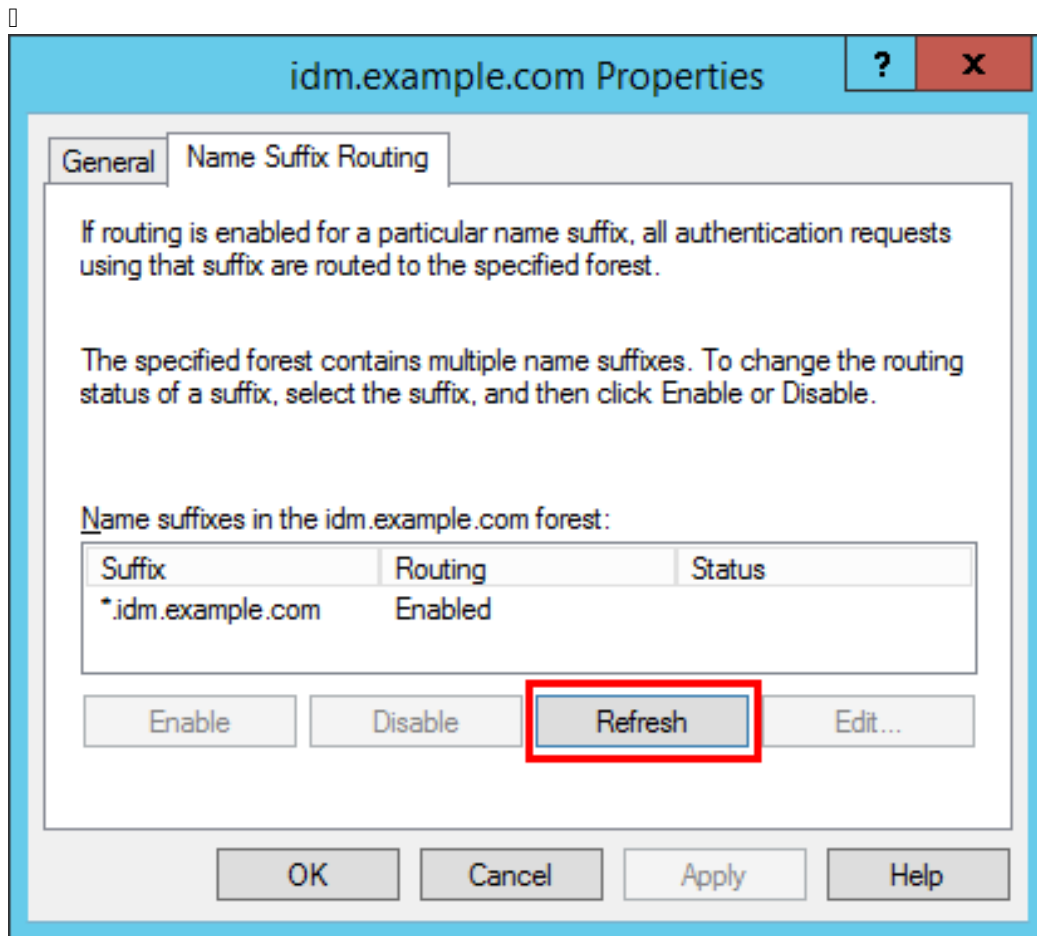 idm.example.com Properties
?
x
General
Name Suffix Routing
If routing is enabled for a particular name suffix, all authentication requests
using that suffix are routed to the specified forest.
The specified forest contains multiple name suffixes. To change the routing
status of a suffix, select the suffix, and then click Enable or Disable.
Name suffixes in the idm.example.com forest:
Suffix Routing Status
*.idm.example.com Enabled
Enable Disable Refresh Edit...
OK Cancel Apply Help